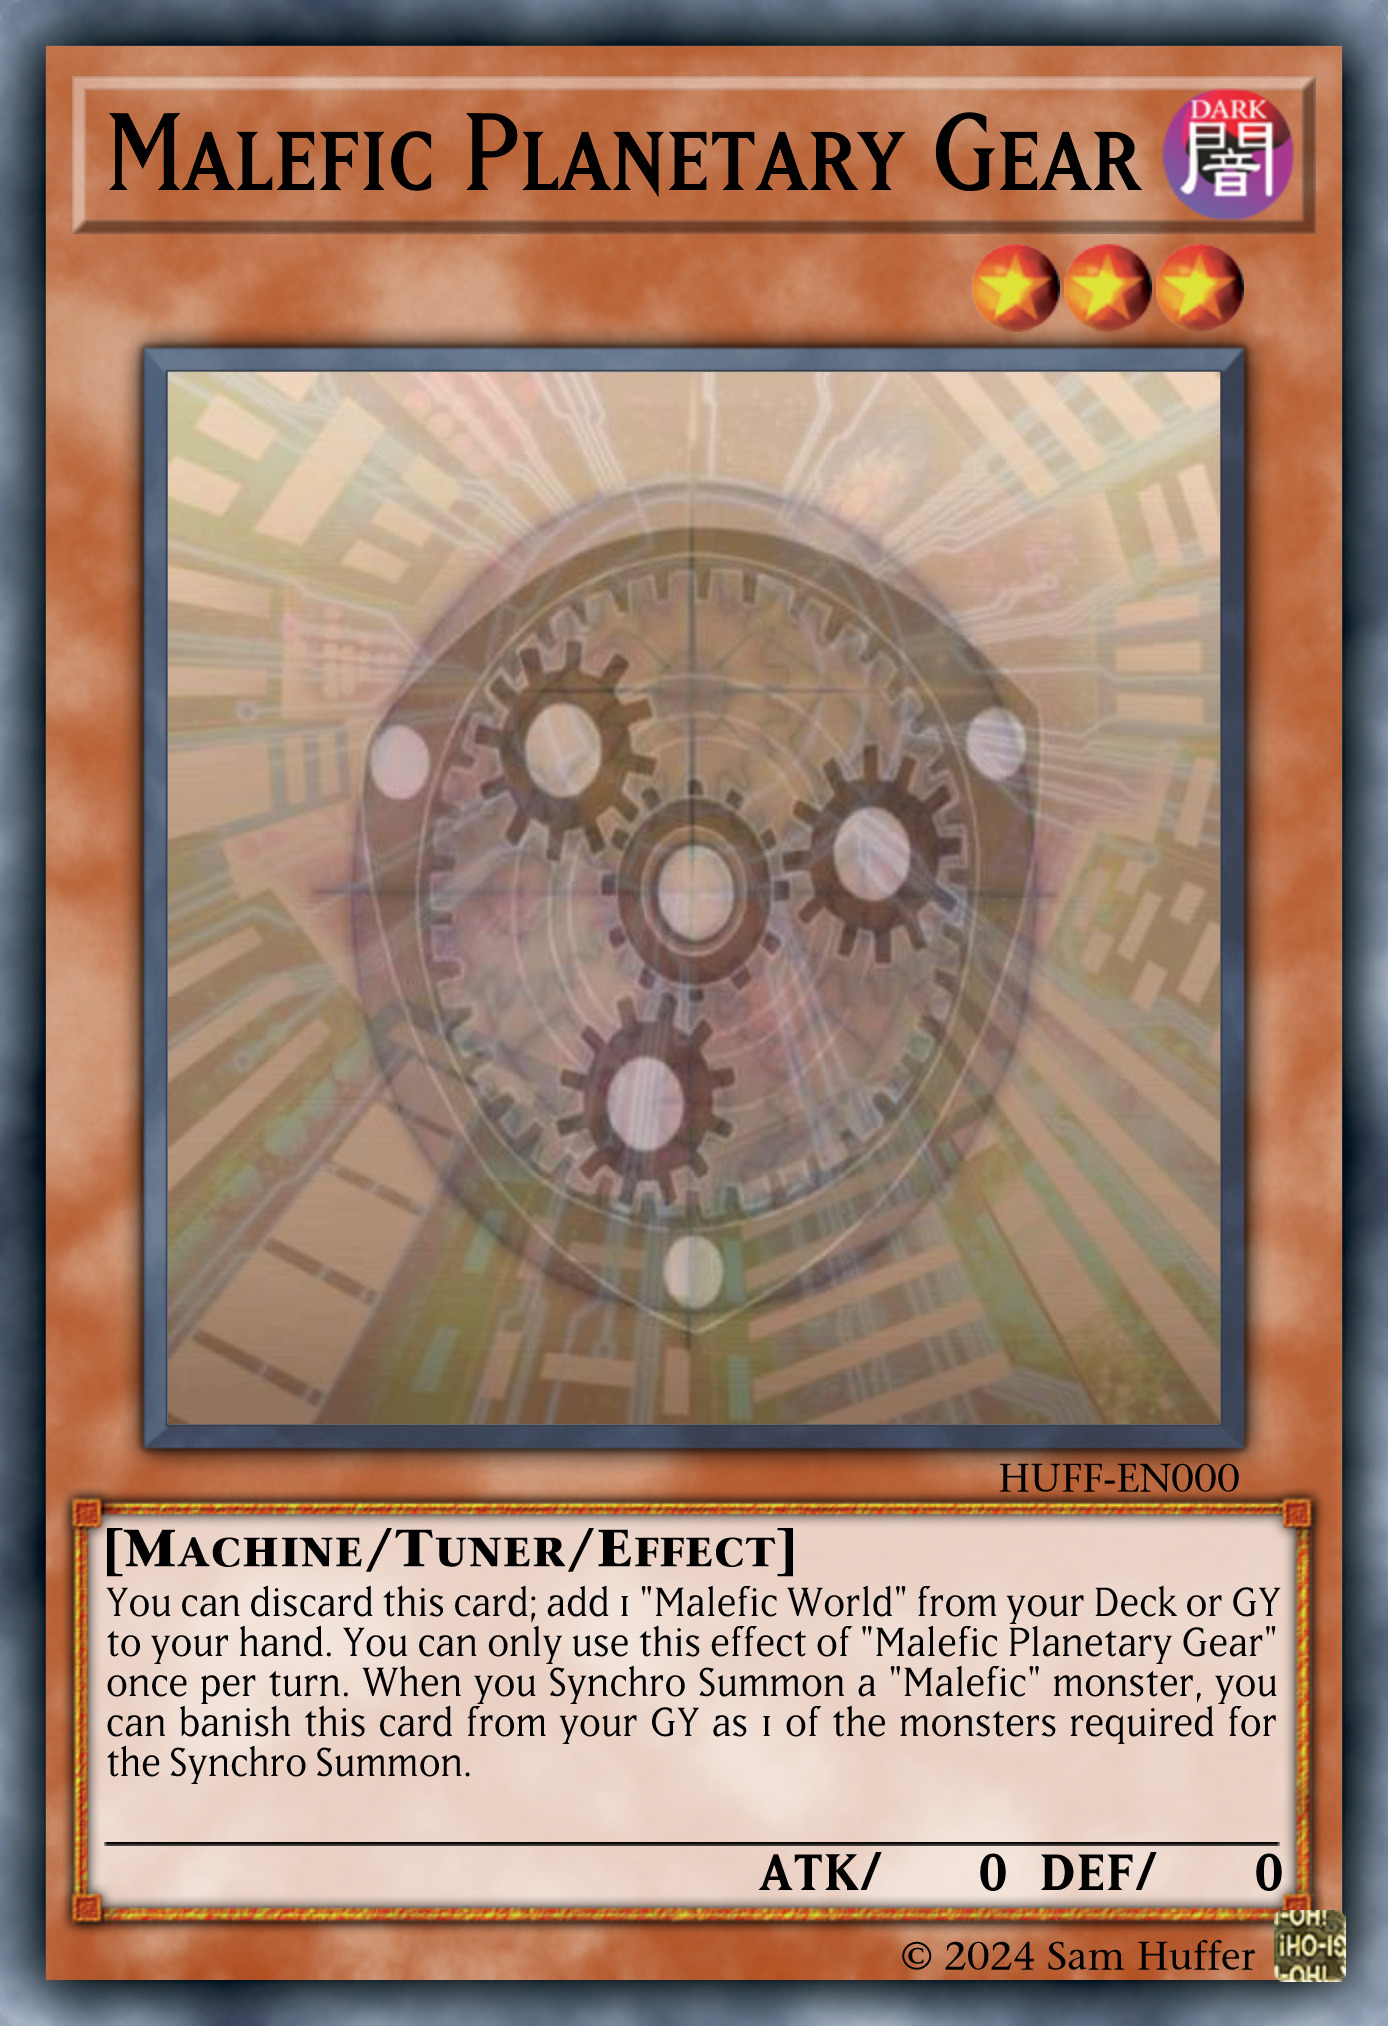 Malefic Planetary Gear
DARK
闇
HUFF-EN000
[Machine/Tuner/Effect]
You can discard this card; add 1 "Malefic World" from your Deck or GY
to your hand. You can only use this effect of "Malefic Planetary Gear"
once per turn. When you Synchro Summon a "Malefic" monster, you
can banish this card from your GY as 1 of the monsters required for
the Synchro Summon.
ATK/ 0 DEF/ 0
© 2024 Sam Huffer